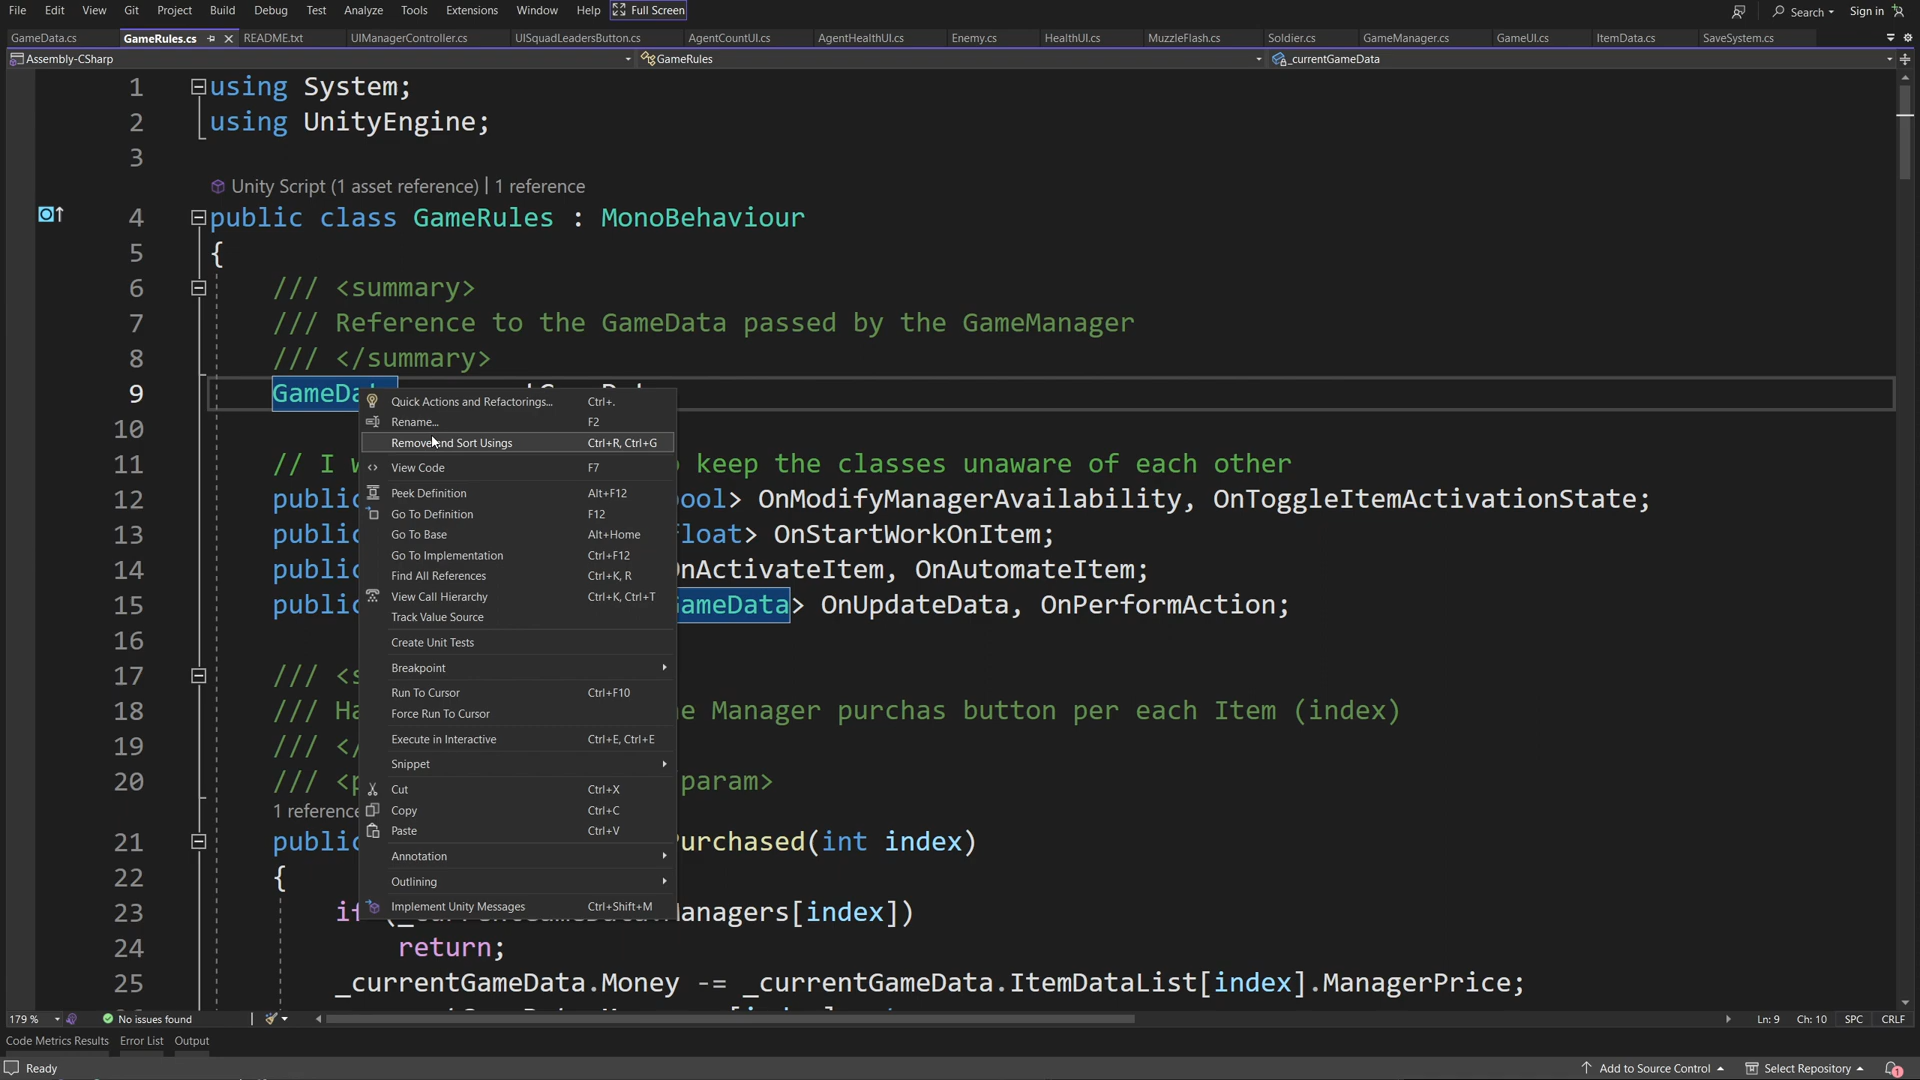 File Edit View Git Project Build Debug Test Analyze Tools Extensions Window Help Full Screen Search Sign in
GameData.cs GameRules.cs README.txt UIManagerController.cs UISquadLeadersButton.cs AgentCountUI.cs AgentHealthUI.cs Enemy.cs HealthUI.cs MuzzleFlash.cs Soldier.cs GameManager.cs GameUI.cs ItemData.cs SaveSystem.cs
Assembly-CSharp GameRules _currentGameData
1 using System;
2 using UnityEngine;
3
Unity Script (1 asset reference) | 1 reference
4 public class GameRules : MonoBehaviour
5 {
6 /// <summary>
7 /// Reference to the GameData passed by the GameManager
8 /// </summary>
9 GameData
10
11 // I keep the classes unaware of each other
12 public ool> OnModifyManagerAvailability, OnToggleItemActivationState;
13 public float> OnStartWorkOnItem;
14 public OnActivateItem, OnAutomateItem;
15 public GameData> OnUpdateData, OnPerformAction;
16
17 /// <s
18 /// Ha e Manager purchas button per each Item (index)
19 /// </
20 /// <p param>
1 reference
21 public urchased(int index)
22 {
23 if anagers[index])
24 return;
25 _currentGameData.Money -= _currentGameData.ItemDataList[index].ManagerPrice;
Quick Actions and Refactorings... Ctrl+.
Rename... F2
Remove and Sort Usings Ctrl+R, Ctrl+G
View Code F7
Peek Definition Alt+F12
Go To Definition F12
Go To Base Alt+Home
Go To Implementation Ctrl+F12
Find All References Ctrl+K, R
View Call Hierarchy Ctrl+K, Ctrl+T
Track Value Source
Create Unit Tests
Breakpoint
Run To Cursor Ctrl+F10
Force Run To Cursor
Execute in Interactive Ctrl+E, Ctrl+E
Snippet
Cut Ctrl+X
Copy Ctrl+C
Paste Ctrl+V
Annotation
Outlining
Implement Unity Messages Ctrl+Shift+M
179 % No issues found Ln: 9 Ch: 10 SPC CRLF
Code Metrics Results Error List Output
Ready Add to Source Control Select Repository 1